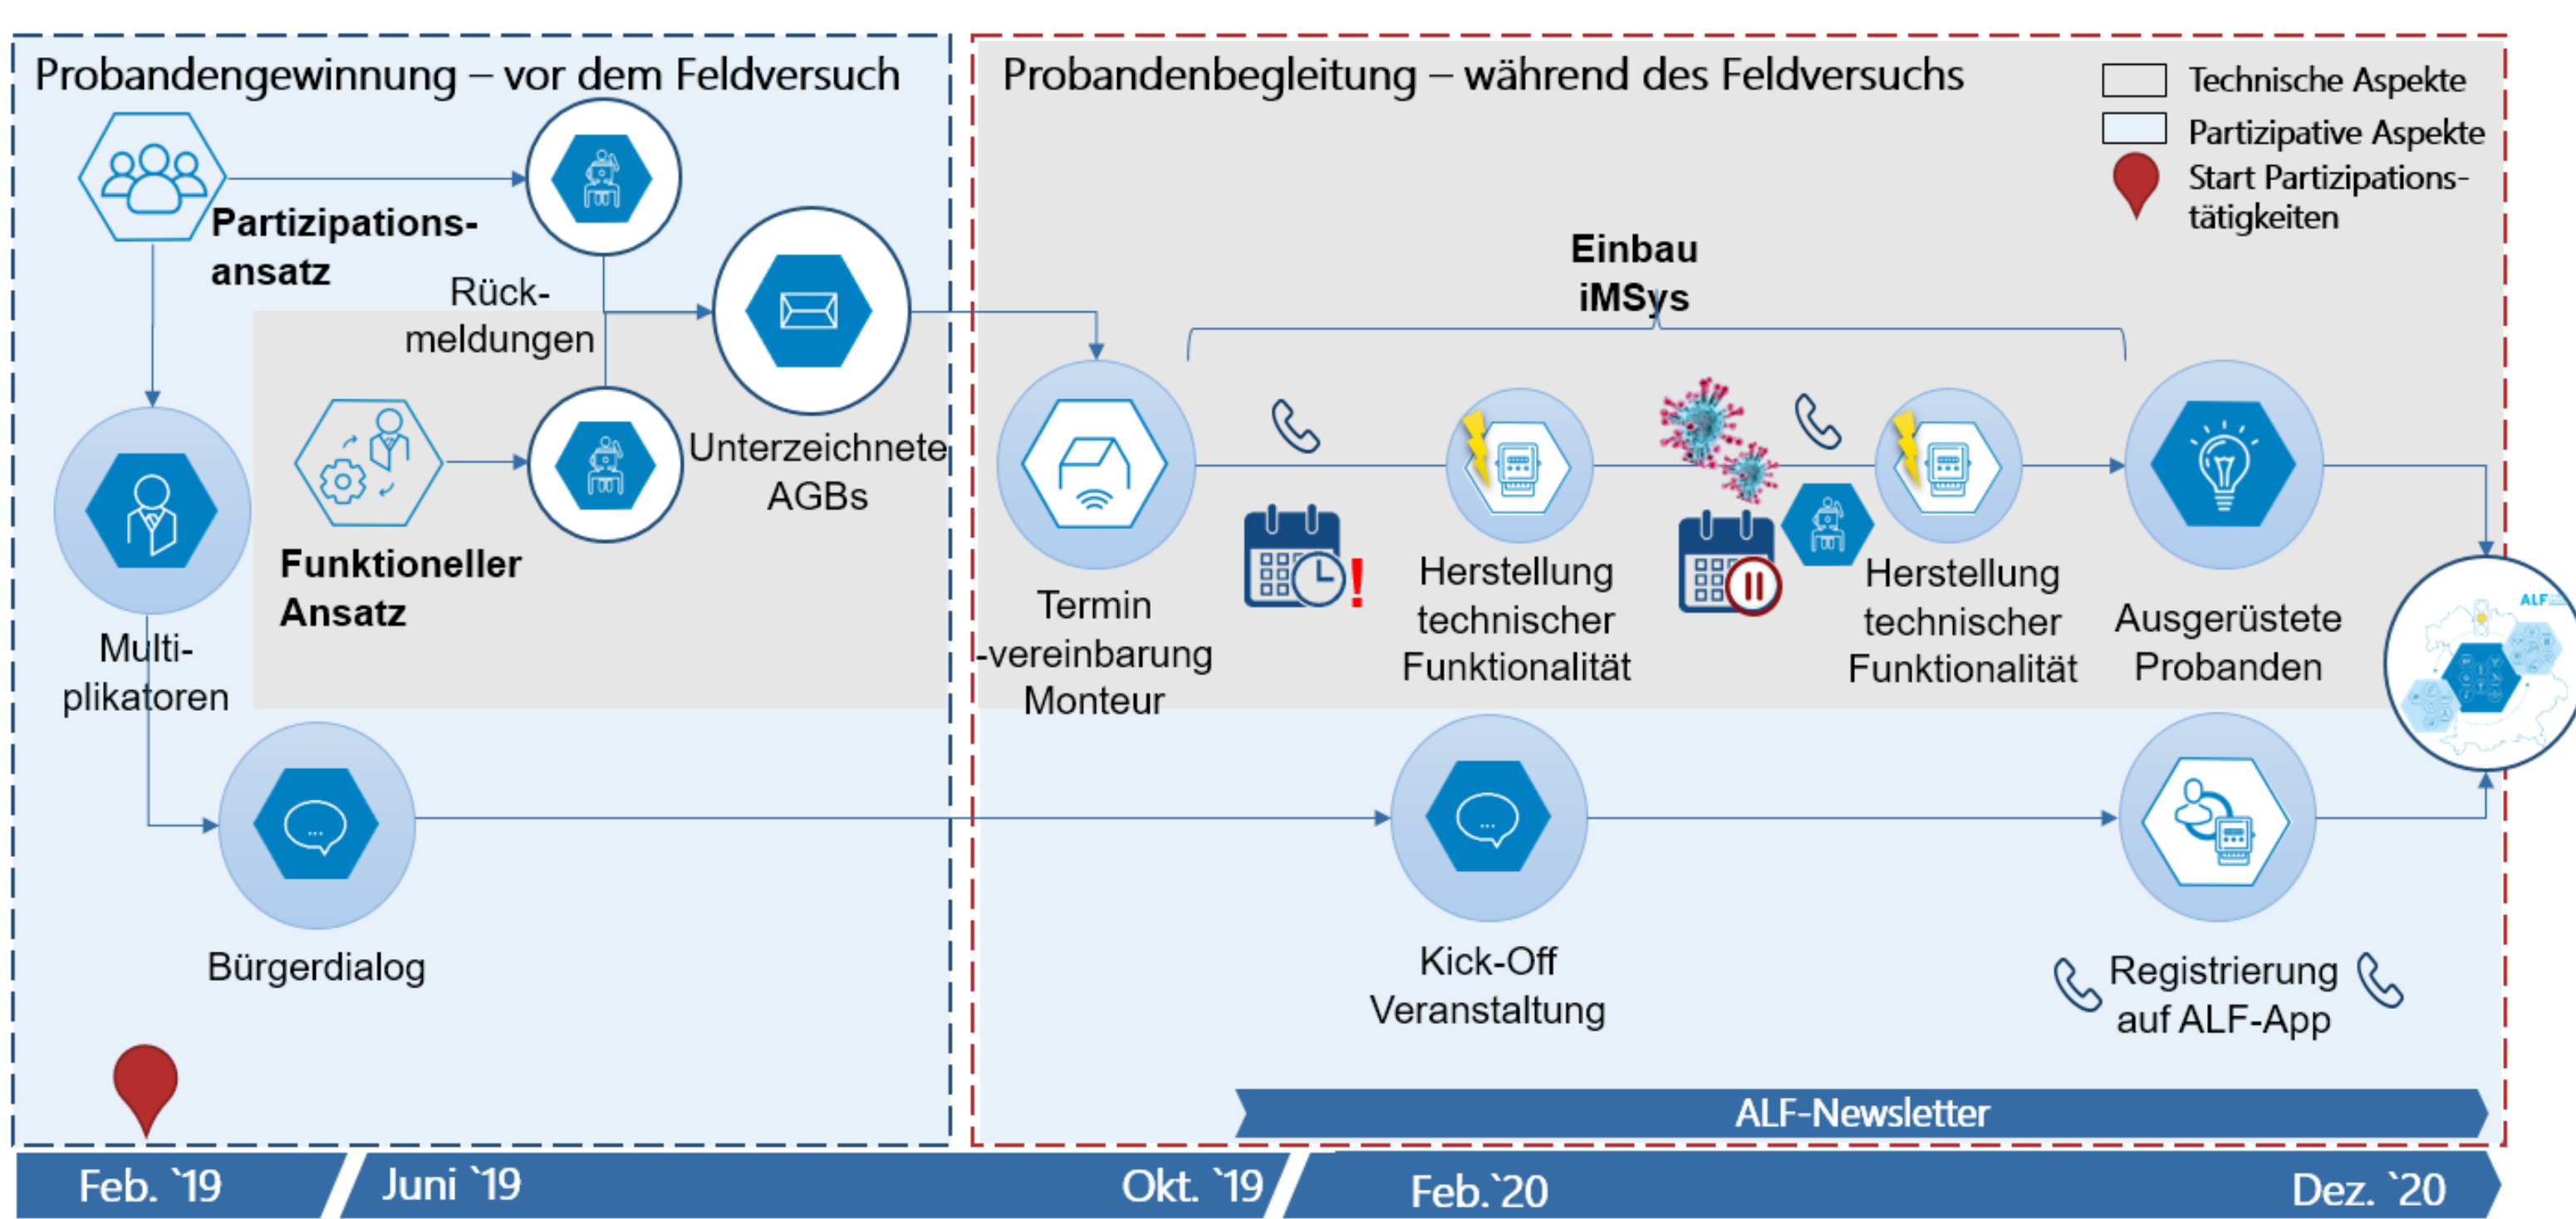 Probandengewinnung – vor dem Feldversuch
Partizipations-
ansatz
Rück-
meldungen
Unterzeichnete
AGBs
Funktioneller
Ansatz
Multi-
plikatoren
Bürgerdialog
Probandenbegleitung – während des Feldversuchs
Technische Aspekte
Partizipative Aspekte
Start Partizipations-
tätigkeiten
Einbau
iMSys
Termin
-vereinbarung
Monteur
!
Herstellung
technischer
Funktionalität
Herstellung
technischer
Funktionalität
Ausgerüstete
Probanden
ALF
Kick-Off
Veranstaltung
Registrierung
auf ALF-App
ALF-Newsletter
Feb. `19
Juni `19
Okt. `19
Feb.`20
Dez. `20